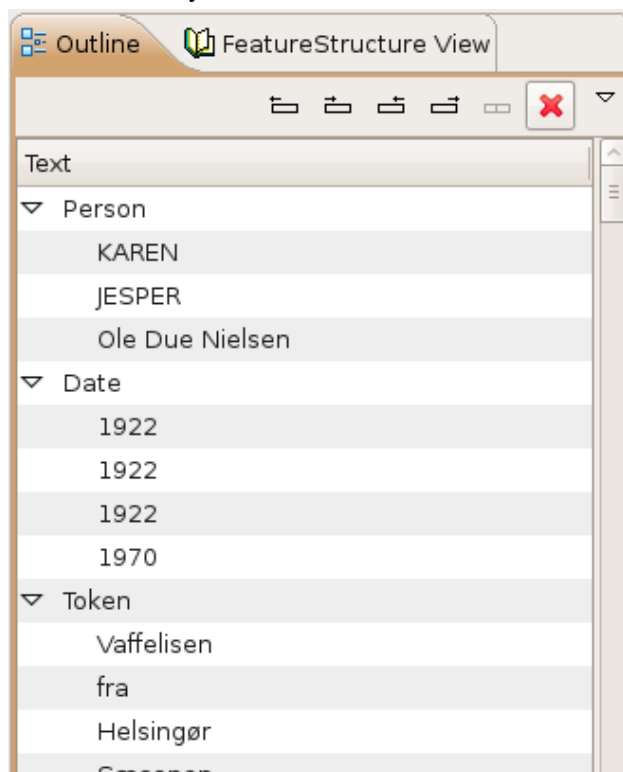 Outline
FeatureStructure View
Text
Person
KAREN
JESPER
Ole Due Nielsen
Date
1922
1922
1922
1970
Token
Vaffelisen
fra
Helsingør